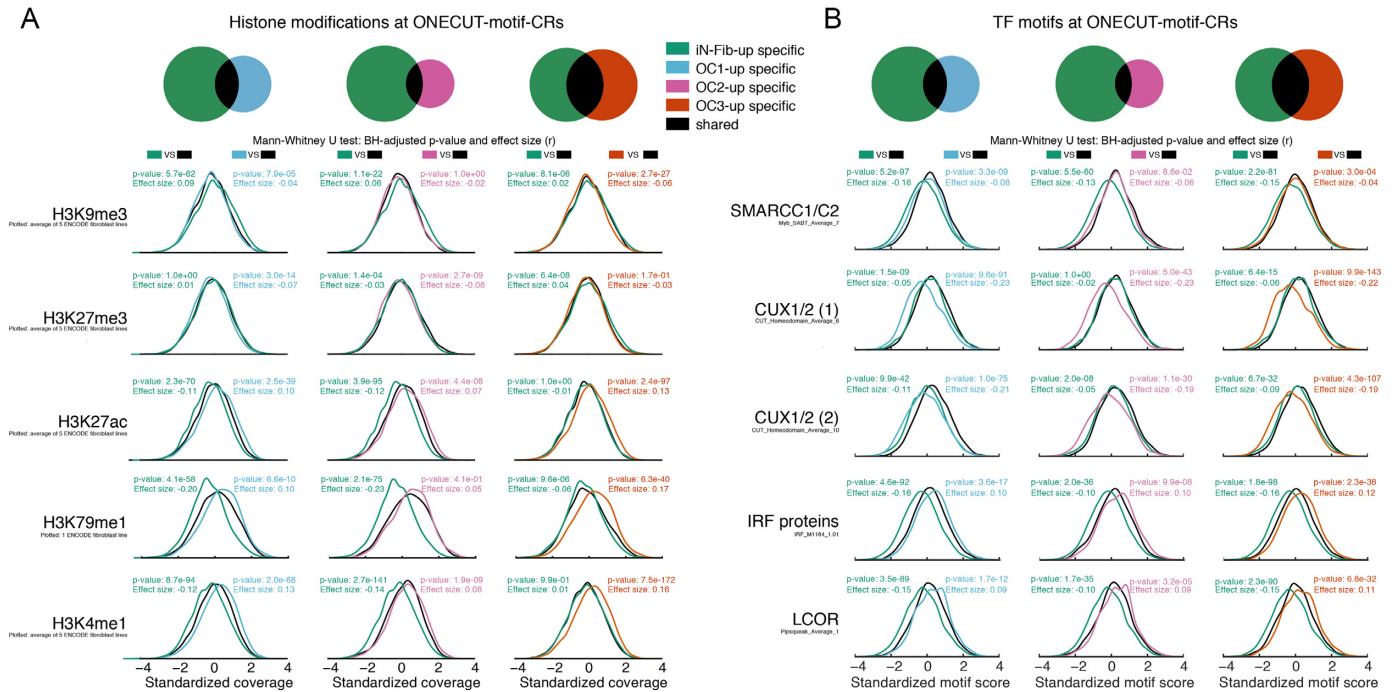 A
Histone modifications at ONECUT-motif-CRs
iN-Fib-up specific
OC1-up specific
OC2-up specific
OC3-up specific
shared
Mann-Whitney U test: BH-adjusted p-value and effect size (r)
VS VS VS VS VS VS
H3K9me3
Plotted: average of 5 ENCODE fibroblast lines
p-value: 5.7e-62
Effect size: 0.09
p-value: 7.9e-05
Effect size: -0.04
p-value: 1.1e-22
Effect size: 0.06
p-value: 1.0e+00
Effect size: -0.02
p-value: 8.1e-06
Effect size: 0.02
p-value: 2.7e-27
Effect size: -0.06
H3K27me3
Plotted: average of 5 ENCODE fibroblast lines
p-value: 1.0e+00
Effect size: 0.01
p-value: 3.0e-14
Effect size: -0.07
p-value: 1.4e-04
Effect size: -0.03
p-value: 2.7e-09
Effect size: -0.08
p-value: 6.4e-08
Effect size: 0.04
p-value: 1.7e-01
Effect size: -0.03
H3K27ac
Plotted: average of 5 ENCODE fibroblast lines
p-value: 2.3e-70
Effect size: -0.11
p-value: 2.5e-39
Effect size: 0.10
p-value: 3.9e-95
Effect size: -0.12
p-value: 4.4e-08
Effect size: 0.07
p-value: 1.0e+00
Effect size: -0.01
p-value: 2.4e-97
Effect size: 0.13
H3K79me1
Plotted: 1 ENCODE fibroblast line
p-value: 4.1e-58
Effect size: -0.20
p-value: 6.6e-10
Effect size: 0.10
p-value: 2.1e-75
Effect size: -0.23
p-value: 4.1e-01
Effect size: 0.05
p-value: 9.6e-06
Effect size: -0.06
p-value: 6.3e-40
Effect size: 0.17
H3K4me1
Plotted: average of 5 ENCODE fibroblast lines
p-value: 8.7e-94
Effect size: -0.12
p-value: 2.0e-68
Effect size: 0.13
p-value: 2.7e-141
Effect size: -0.14
p-value: 1.9e-09
Effect size: 0.08
p-value: 9.9e-01
Effect size: 0.01
p-value: 7.5e-172
Effect size: 0.16
−4 −2 0 2 4 −4 −2 0 2 4 −4 −2 0 2 4
Standardized coverage Standardized coverage Standardized coverage
B
TF motifs at ONECUT-motif-CRs
Mann-Whitney U test: BH-adjusted p-value and effect size (r)
VS VS VS VS VS VS
SMARCC1/C2
Myb_SABT_Average_7
p-value: 5.2e-97
Effect size: -0.16
p-value: 3.3e-09
Effect size: -0.08
p-value: 5.5e-60
Effect size: -0.13
p-value: 8.6e-02
Effect size: -0.06
p-value: 2.2e-81
Effect size: -0.15
p-value: 3.0e-04
Effect size: -0.04
CUX1/2 (1)
CUT_Homeodomain_Average_6
p-value: 1.5e-09
Effect size: -0.05
p-value: 9.6e-91
Effect size: -0.23
p-value: 1.0+00
Effect size: -0.02
p-value: 5.0e-43
Effect size: -0.23
p-value: 6.4e-15
Effect size: -0.06
p-value: 9.9e-143
Effect size: -0.22
CUX1/2 (2)
CUT_Homeodomain_Average_10
p-value: 9.9e-42
Effect size: -0.11
p-value: 1.0e-75
Effect size: -0.21
p-value: 2.0e-08
Effect size: -0.05
p-value: 1.1e-30
Effect size: -0.19
p-value: 6.7e-32
Effect size: -0.09
p-value: 4.3e-107
Effect size: -0.19
IRF proteins
IRF_M1164_1.01
p-value: 4.6e-92
Effect size: -0.16
p-value: 3.6e-17
Effect size: 0.10
p-value: 2.0e-36
Effect size: -0.10
p-value: 9.9e-08
Effect size: 0.10
p-value: 1.8e-98
Effect size: -0.16
p-value: 2.3e-36
Effect size: 0.12
LCOR
Pipsqueak_Average_1
p-value: 3.5e-89
Effect size: -0.15
p-value: 1.7e-12
Effect size: 0.09
p-value: 1.7e-35
Effect size: -0.10
p-value: 3.2e-05
Effect size: 0.09
p-value: 2.3e-90
Effect size: -0.15
p-value: 6.8e-32
Effect size: 0.11
−4 −2 0 2 4 −4 −2 0 2 4 −4 −2 0 2 4
Standardized motif score Standardized motif score Standardized motif score